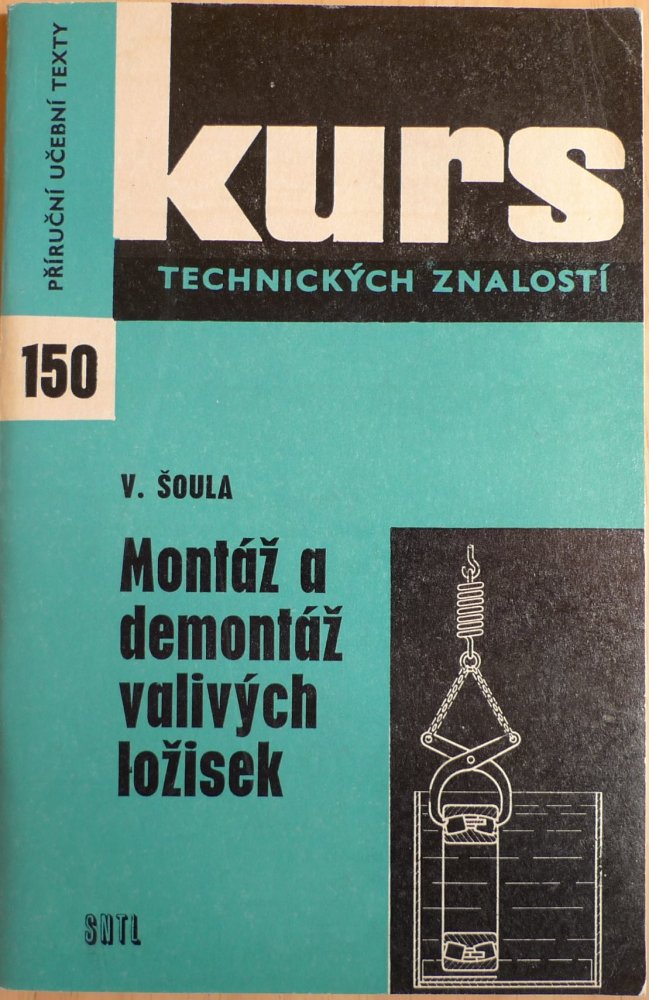 PŘÍRUČNÍ UČEBNÍ TEXTY
kurs
TECHNICKÝCH ZNALOSTÍ
150
V. ŠOULA
Montáž a
demontáž
valivých
ložisek
SNTL